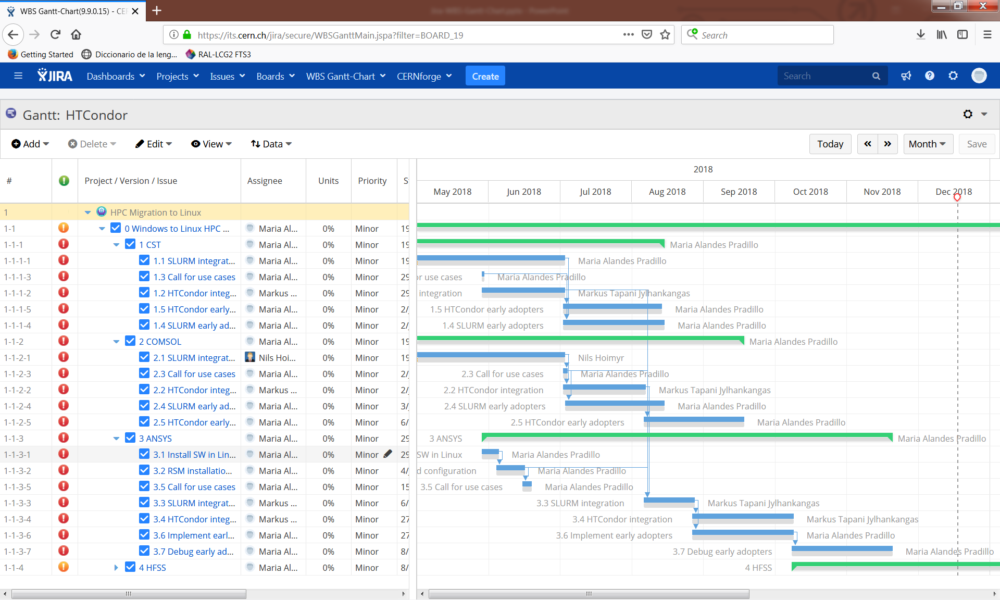 WBS Gantt-Chart(9.9.0.15) - CEF
Jira WBS Gantt Chart.pptx - PowerPoint
https://its.cern.ch/jira/secure/WBSGanttMain.jspa?filter=BOARD_19
Search
Getting Started
Diccionario de la leng...
RAL-LCG2 FTS3
JIRA Dashboards Projects Issues Boards WBS Gantt-Chart CERNforge Create Search
Gantt: HTCondor
Add Delete Edit View Data Today « » Month Save
2018
# Project / Version / Issue Assignee Units Priority St
May 2018 Jun 2018 Jul 2018 Aug 2018 Sep 2018 Oct 2018 Nov 2018 Dec 2018
1 HPC Migration to Linux
1-1 0 Windows to Linux HPC ... Maria Al... 0% Minor 19
1-1-1 1 CST Maria Al... 0% Minor 19 Maria Alandes Pradillo
1-1-1-1 1.1 SLURM integrat... Maria Al... 0% Minor 19 Maria Alandes Pradillo
1-1-1-3 1.3 Call for use cases Maria Al... 0% Minor 29 or use cases Maria Alandes Pradillo
1-1-1-2 1.2 HTCondor integ... Markus ... 0% Minor 29 integration Markus Tapani Jylhankangas
1-1-1-5 1.5 HTCondor early... Maria Al... 0% Minor 2/ 1.5 HTCondor early adopters Maria Alandes Pradillo
1-1-1-4 1.4 SLURM early ad... Maria Al... 0% Minor 2/ 1.4 SLURM early adopters Maria Alandes Pradillo
1-1-2 2 COMSOL Maria Al... 0% Minor 19 Maria Alandes Pradillo
1-1-2-1 2.1 SLURM integrat... Nils Hoi... 0% Minor 19 Nils Hoimyr
1-1-2-3 2.3 Call for use cases Maria Al... 0% Minor 2/ 2.3 Call for use cases Maria Alandes Pradillo
1-1-2-2 2.2 HTCondor integ... Markus ... 0% Minor 2/ 2.2 HTCondor integration Markus Tapani Jylhankangas
1-1-2-4 2.4 SLURM early ad... Maria Al... 0% Minor 3/ 2.4 SLURM early adopters Maria Alandes Pradillo
1-1-2-5 2.5 HTCondor early... Maria Al... 0% Minor 6/ 2.5 HTCondor early adopters Maria Alandes Pradillo
1-1-3 3 ANSYS Maria Al... 0% Minor 29 3 ANSYS Maria Alandes Pradillo
1-1-3-1 3.1 Install SW in Lin... Maria Al... 0% Minor 29 SW in Linux Maria Alandes Pradillo
1-1-3-2 3.2 RSM installatio... Maria Al... 0% Minor 4/ d configuration Maria Alandes Pradillo
1-1-3-5 3.5 Call for use cases Maria Al... 0% Minor 15 3.5 Call for use cases Maria Alandes Pradillo
1-1-3-3 3.3 SLURM integrat... Markus ... 0% Minor 6/ 3.3 SLURM integration Markus Tapani Jylhankangas
1-1-3-4 3.4 HTCondor integ... Markus ... 0% Minor 27 3.4 HTCondor integration Markus Tapani Jylhankangas
1-1-3-6 3.6 Implement earl... Maria Al... 0% Minor 27 3.6 Implement early adopters Maria Alandes Pradillo
1-1-3-7 3.7 Debug early ad... Maria Al... 0% Minor 8/ 3.7 Debug early adopters Maria Alandes Pradillo
1-1-4 4 HFSS Maria Al... 0% Minor 8/ 4 HFSS